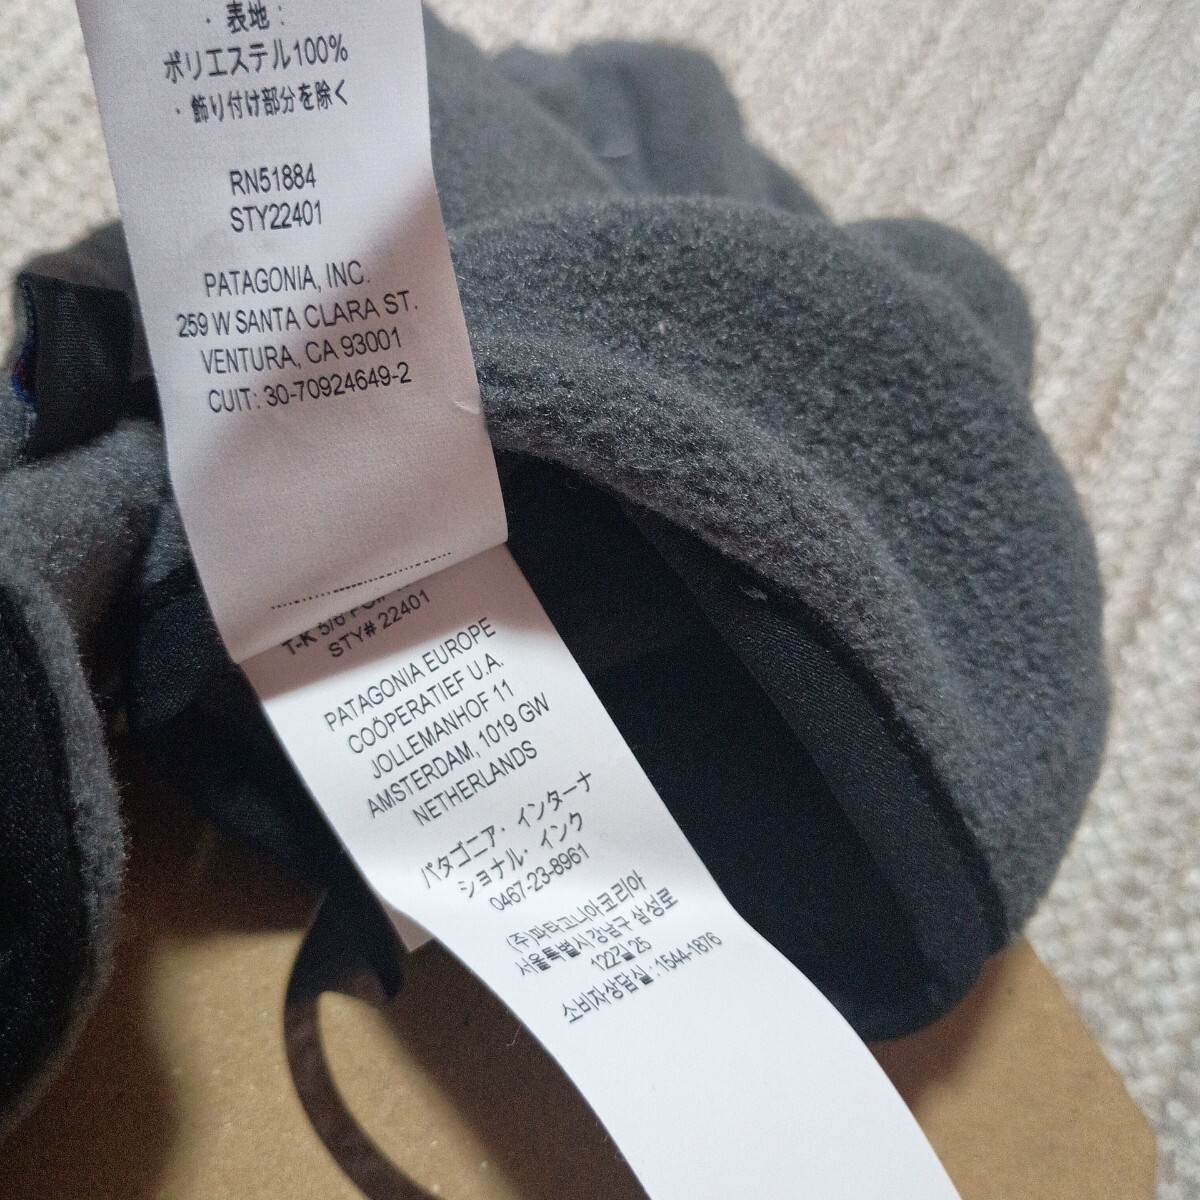 ・表地：
ポリエステル100%
・飾り付け部分を除く
RN51884
STY22401
PATAGONIA, INC.
259 W SANTA CLARA ST.
VENTURA, CA 93001
CUIT: 30-70924649-2
STY# 22401
PATAGONIA EUROPE
COÖPERATIEF U.A.
JOLLEMANHOF 11
AMSTERDAM, 1019 GW
NETHERLANDS
パタゴニア・インターナ
ショナル・インク
0467-23-8961
(주)파타고니아코리아
서울특별시 강남구 삼성로
122길 25
소비자상담실 : 1544-1876